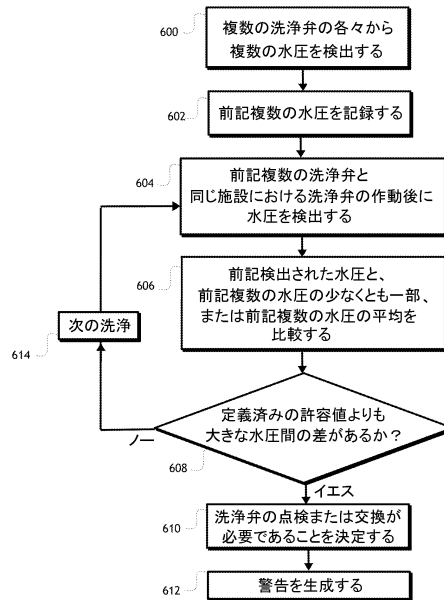 600
複数の洗浄弁の各々から
複数の水圧を検出する
602
前記複数の水圧を記録する
604
前記複数の洗浄弁と
同じ施設における洗浄弁の作動後に
水圧を検出する
606
前記検出された水圧と、
前記複数の水圧の少なくとも一部、
または前記複数の水圧の平均を
比較する
614
次の洗浄
定義済みの許容値よりも
大きな水圧間の差があるか？
ノー
608
イエス
610
洗浄弁の点検または交換が
必要であることを決定する
612
警告を生成する